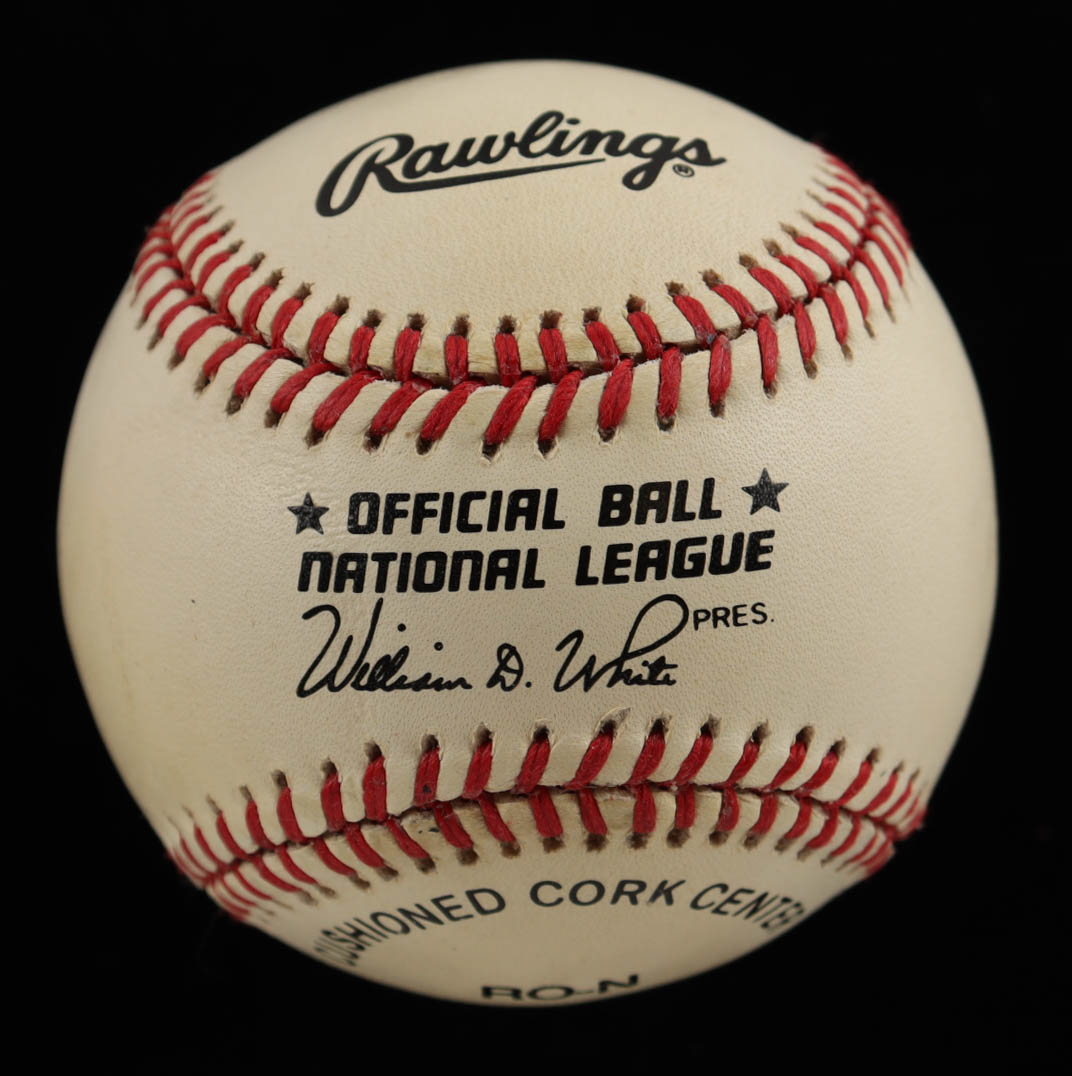 Rawlings®
★ OFFICIAL BALL ★
NATIONAL LEAGUE
William D. White PRES.
CUSHIONED CORK CENTER
RO-N